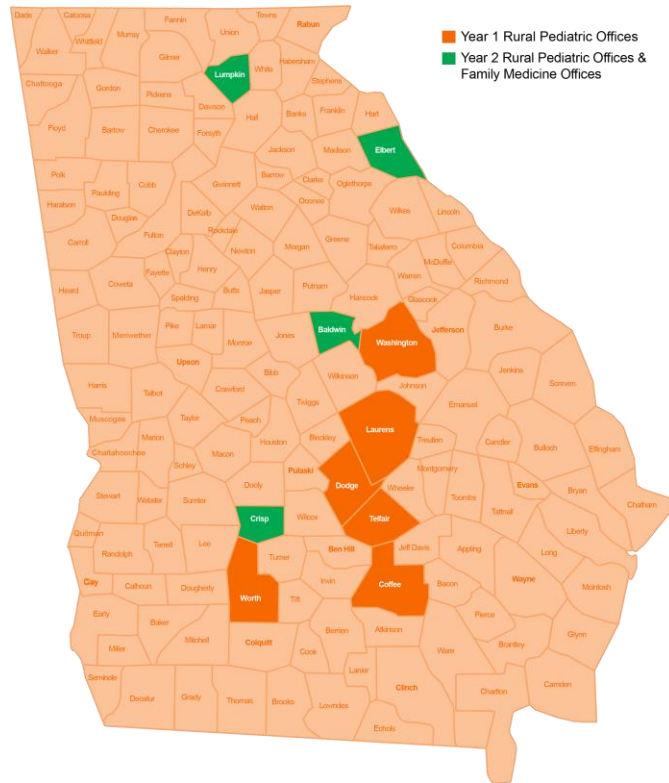 Year 1 Rural Pediatric Offices
Year 2 Rural Pediatric Offices &
Family Medicine Offices
Dade
Catoosa
Fannin
Towns
Rabun
Walker
Whitfield
Murray
Union
Gilmer
Lumpkin
White
Habersham
Stephens
Chattooga
Gordon
Pickens
Dawson
Banks
Franklin
Hart
Floyd
Bartow
Cherokee
Forsyth
Hall
Jackson
Madison
Elbert
Polk
Cobb
Gwinnett
Barrow
Clarke
Oconee
Oglethorpe
Haralson
Paulding
Douglas
DeKalb
Walton
Wilkes
Lincoln
Carroll
Fulton
Rockdale
Newton
Morgan
Greene
Taliaferro
Columbia
McDuffie
Clayton
Henry
Fayette
Heard
Coweta
Spalding
Butts
Jasper
Putnam
Hancock
Warren
Glascock
Richmond
Troup
Meriwether
Pike
Lamar
Monroe
Jones
Baldwin
Washington
Jefferson
Burke
Upson
Bibb
Wilkinson
Johnson
Jenkins
Screven
Harris
Talbot
Crawford
Twiggs
Emanuel
Muscogee
Taylor
Peach
Laurens
Chattahoochee
Marion
Macon
Houston
Bleckley
Treutlen
Candler
Bulloch
Effingham
Schley
Pulaski
Dodge
Montgomery
Wheeler
Toombs
Evans
Tattnall
Bryan
Chatham
Stewart
Webster
Sumter
Dooly
Crisp
Wilcox
Telfair
Liberty
Quitman
Randolph
Terrell
Lee
Turner
Ben Hill
Jeff Davis
Appling
Long
Clay
Calhoun
Dougherty
Worth
Tift
Irwin
Coffee
Bacon
Wayne
McIntosh
Early
Baker
Mitchell
Colquitt
Berrien
Atkinson
Pierce
Miller
Cook
Ware
Brantley
Glynn
Seminole
Decatur
Grady
Thomas
Brooks
Lanier
Lowndes
Clinch
Echols
Charlton
Camden